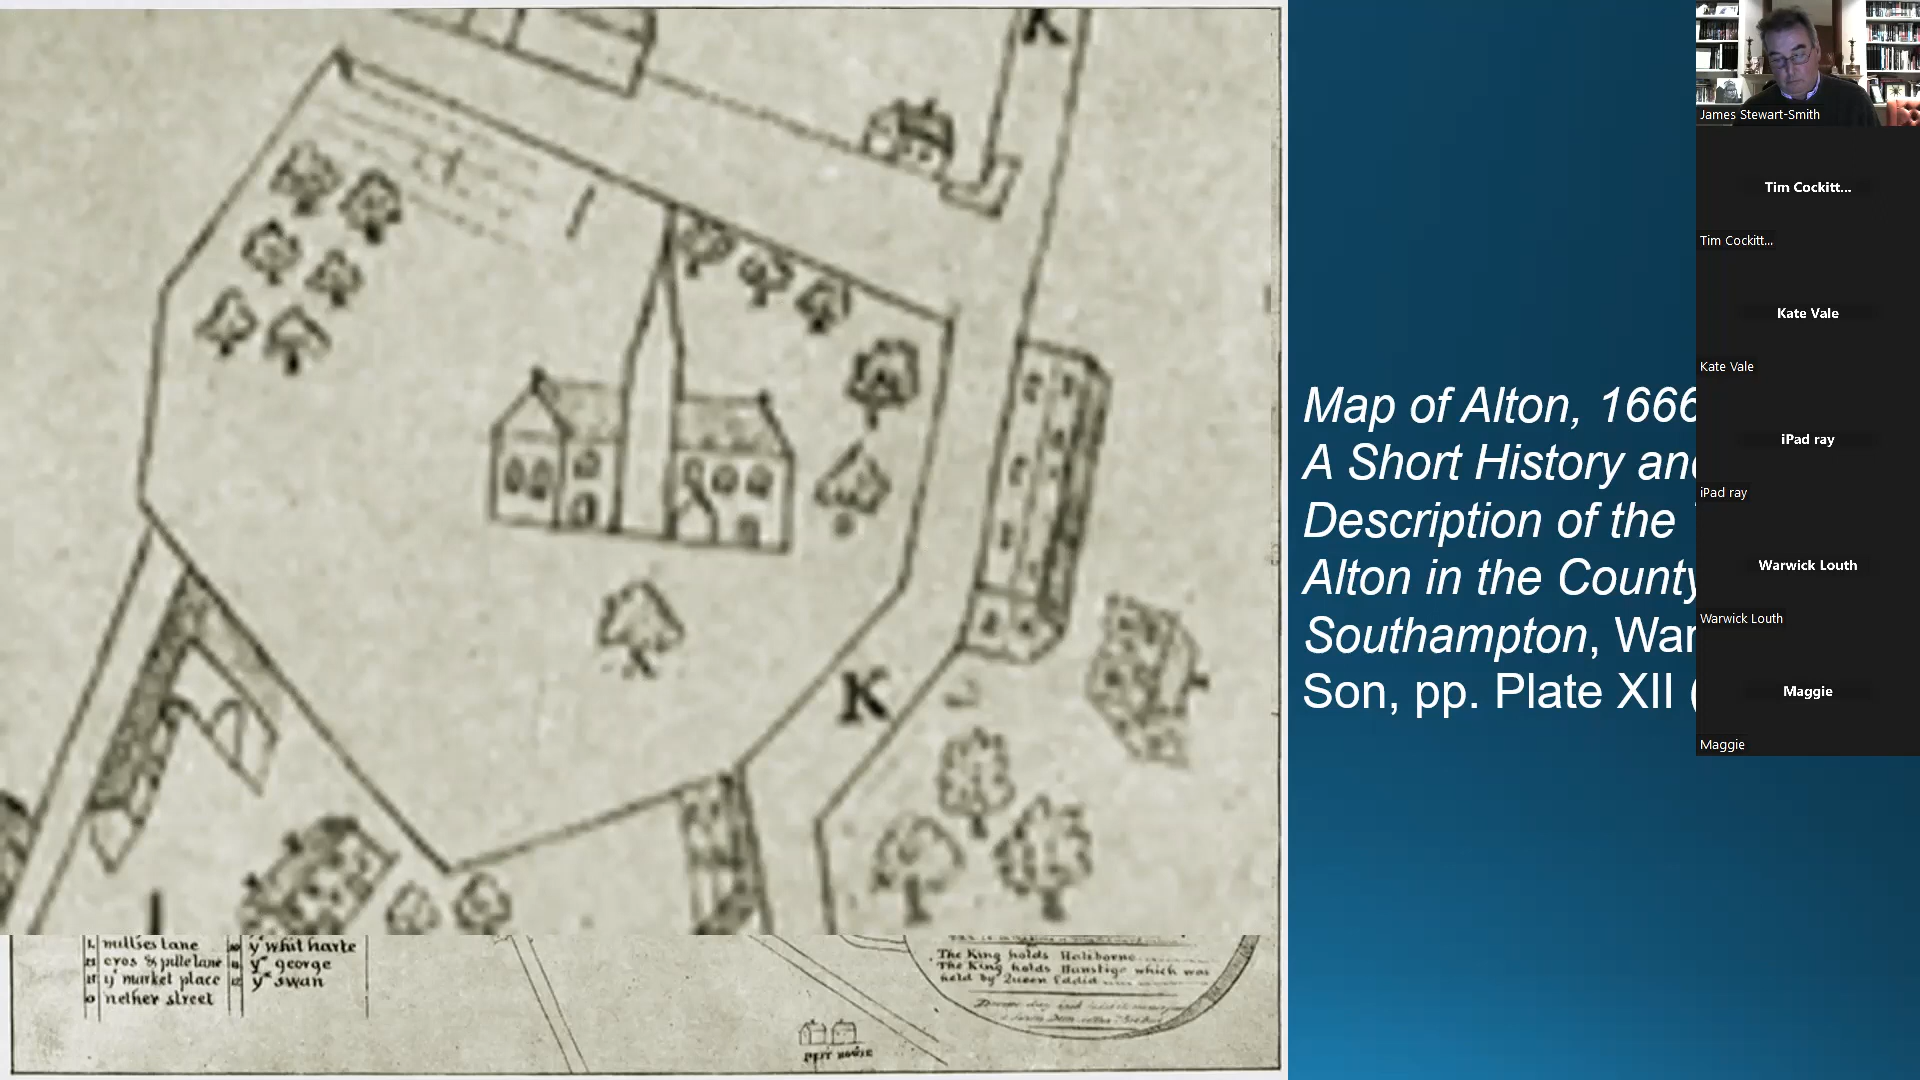 K
K
I
millses lane
cros & pille lane
y market place
nether street
y whit harte
yᵉ george
yᵉ swan
The King holds Haliborne
The King holds Hanstige which was
held by Queen Eddid
PEST HOUSE
Map of Alton, 1666
A Short History and
Description of the
Alton in the County
Southampton, War
Son, pp. Plate XII (
James Stewart-Smith
Tim Cockitt...
Tim Cockitt...
Kate Vale
Kate Vale
iPad ray
iPad ray
Warwick Louth
Warwick Louth
Maggie
Maggie